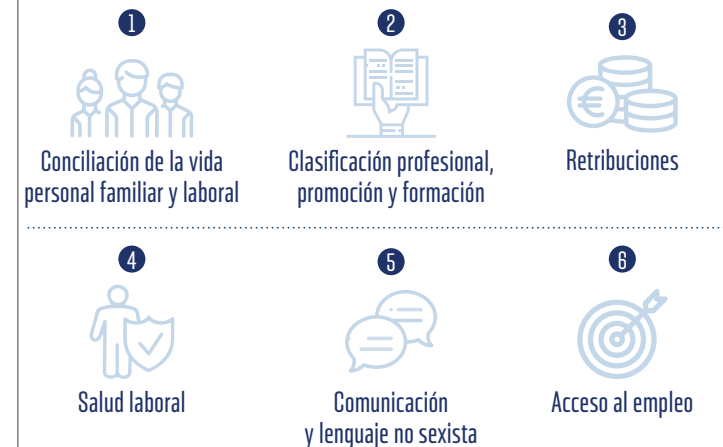 1
Conciliación de la vida
personal familiar y laboral
2
Clasificación profesional,
promoción y formación
3
€
Retribuciones
4
Salud laboral
5
Comunicación
y lenguaje no sexista
6
Acceso al empleo